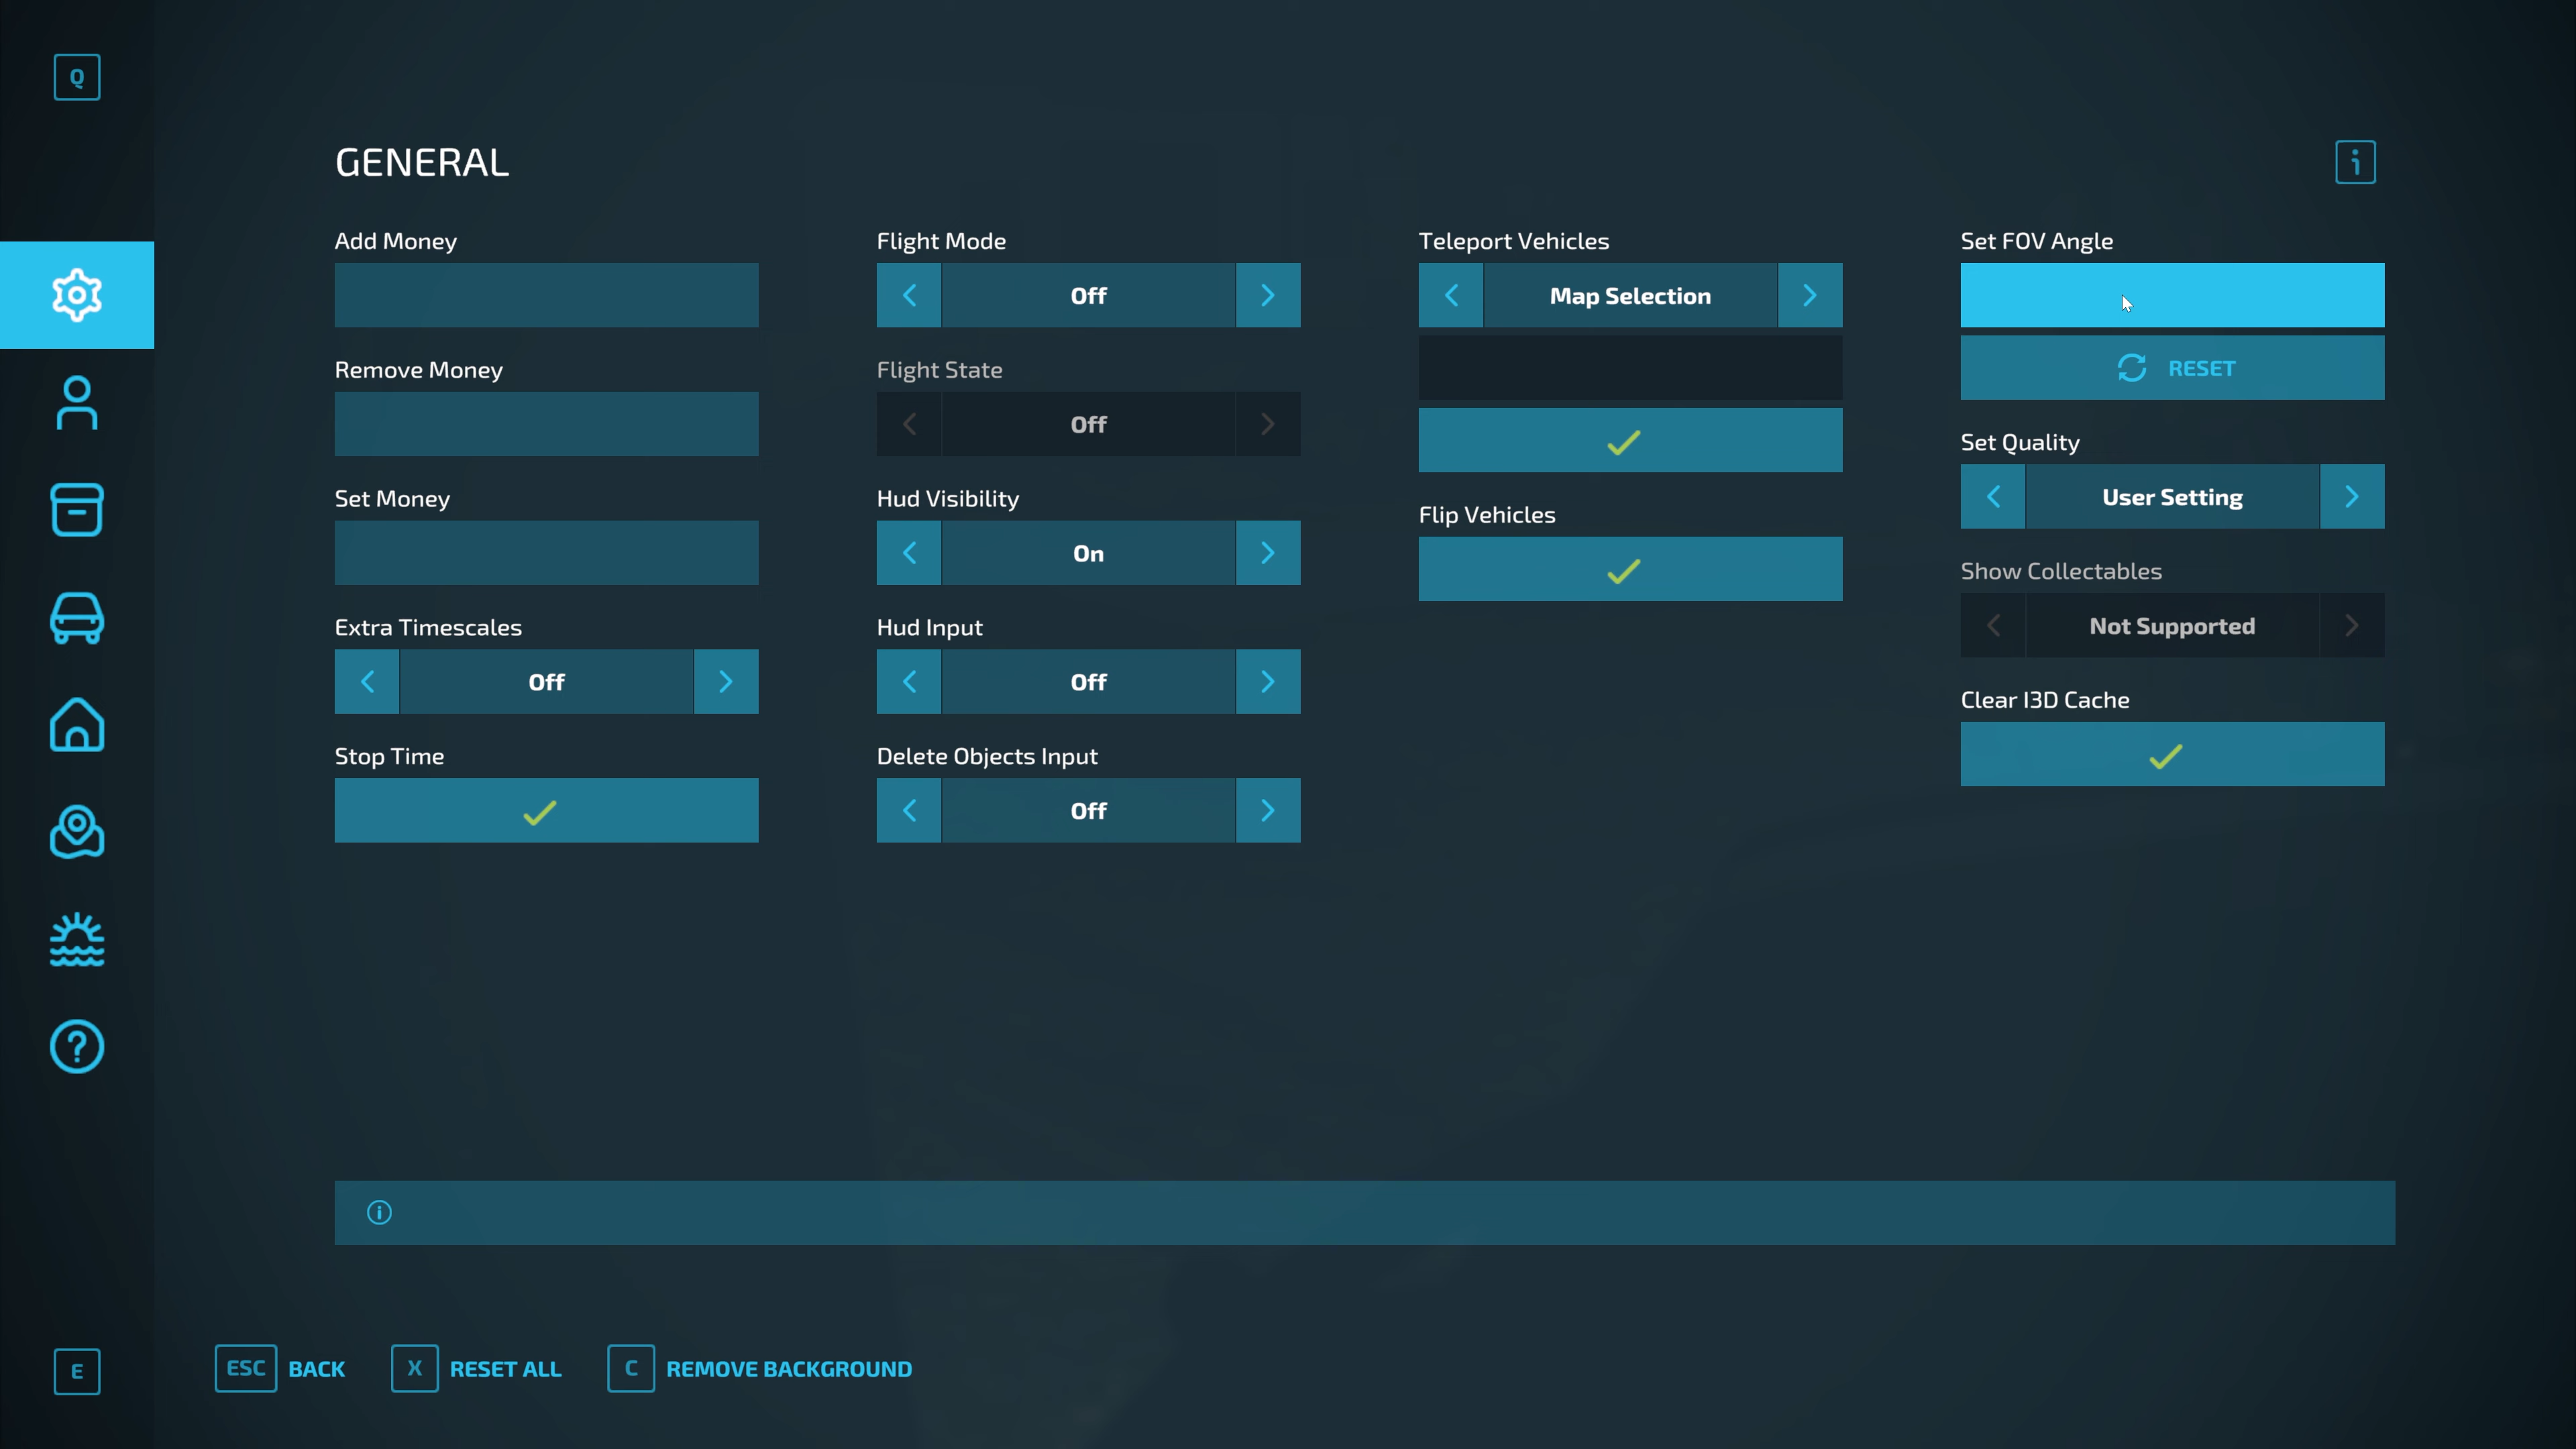 Q
GENERAL
i
Add Money
Remove Money
Set Money
Extra Timescales
Off
Stop Time
Flight Mode
Off
Flight State
Off
Hud Visibility
On
Hud Input
Off
Delete Objects Input
Off
Teleport Vehicles
Map Selection
Flip Vehicles
Set FOV Angle
RESET
Set Quality
User Setting
Show Collectables
Not Supported
Clear I3D Cache
E
ESC BACK X RESET ALL C REMOVE BACKGROUND